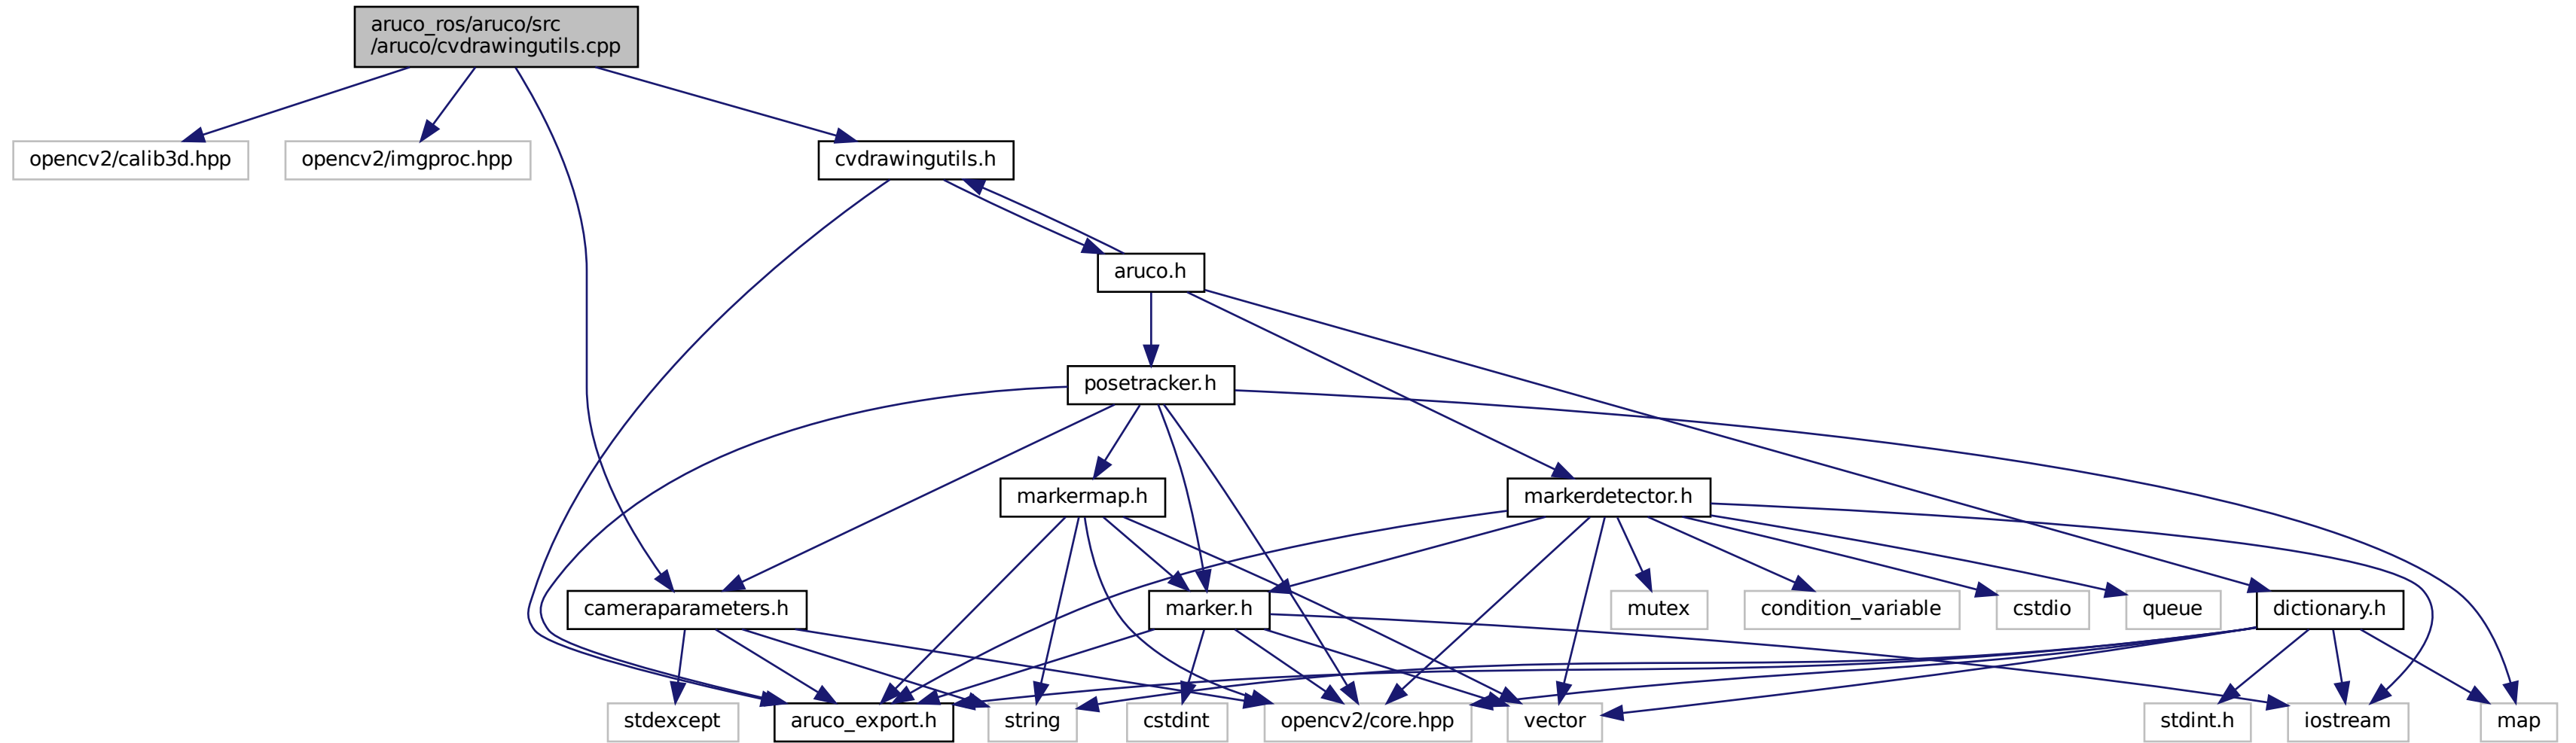 aruco_ros/aruco/src
/aruco/cvdrawingutils.cpp
opencv2/calib3d.hpp
opencv2/imgproc.hpp
cvdrawingutils.h
aruco.h
posetracker.h
markermap.h
markerdetector.h
cameraparameters.h
marker.h
mutex
condition_variable
cstdio
queue
dictionary.h
stdexcept
aruco_export.h
string
cstdint
opencv2/core.hpp
vector
stdint.h
iostream
map